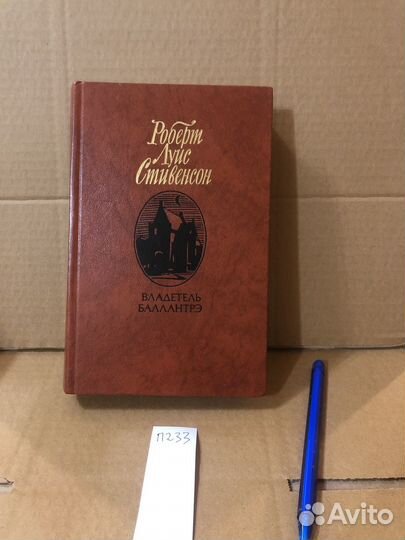 Роберт
Луис
Стивенсон
ВЛАДЕТЕЛЬ
БАЛЛАНТРЭ
П233
Avito